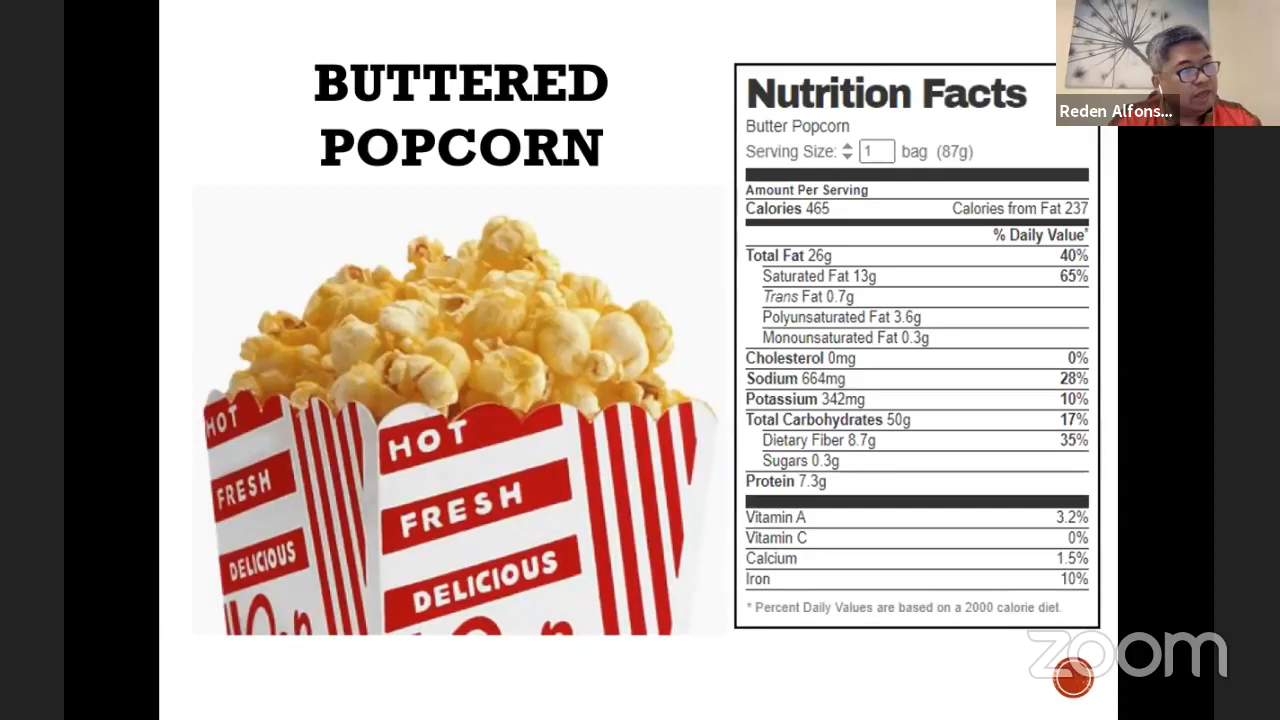 BUTTERED
POPCORN
Nutrition Facts
Butter Popcorn
Serving Size: 1 bag (87g)
Amount Per Serving
Calories 465 Calories from Fat 237
% Daily Value*
Total Fat 26g 40%
Saturated Fat 13g 65%
Trans Fat 0.7g
Polyunsaturated Fat 3.6g
Monounsaturated Fat 0.3g
Cholesterol 0mg 0%
Sodium 664mg 28%
Potassium 342mg 10%
Total Carbohydrates 50g 17%
Dietary Fiber 8.7g 35%
Sugars 0.3g
Protein 7.3g
Vitamin A 3.2%
Vitamin C 0%
Calcium 1.5%
Iron 10%
* Percent Daily Values are based on a 2000 calorie diet.
HOT
FRESH
DELICIOUS
HOT
FRESH
DELICIOUS
Reden Alfons...
zoom